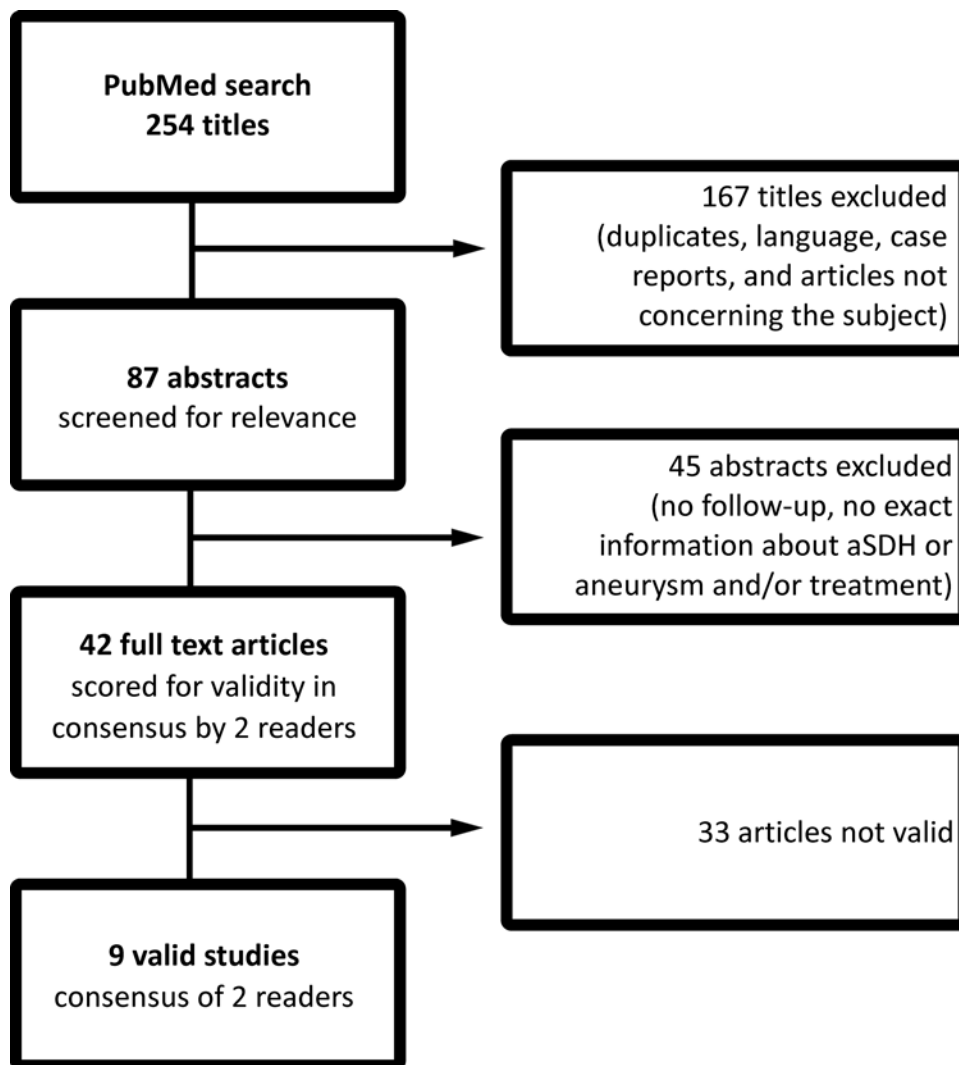 PubMed search
254 titles
167 titles excluded
(duplicates, language, case
reports, and articles not
concerning the subject)
87 abstracts
screened for relevance
45 abstracts excluded
(no follow-up, no exact
information about aSDH or
aneurysm and/or treatment)
42 full text articles
scored for validity in
consensus by 2 readers
33 articles not valid
9 valid studies
consensus of 2 readers